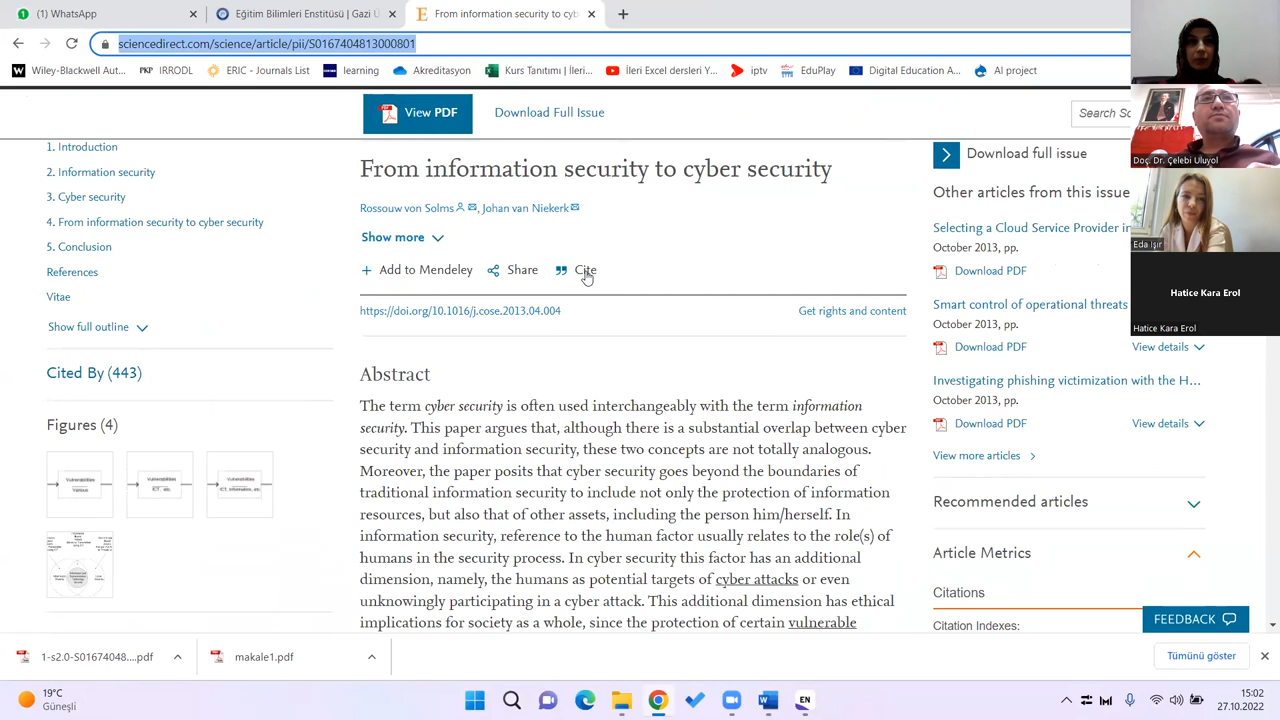 (1) WhatsApp
Eğitim Bilimleri Enstitüsü | Gazi Ü
From information security to cyb
sciencedirect.com/science/article/pii/S0167404813000801
Wiley-Blackwell Aut...
PKP IRRODL
ERIC - Journals List
learning
Akreditasyon
Kurs Tanıtımı | İleri...
İleri Excel dersleri Y...
iptv
EduPlay
Digital Education A...
AI project
View PDF
Download Full Issue
Search Sc
1. Introduction
2. Information security
3. Cyber security
4. From information security to cyber security
5. Conclusion
References
Vitae
Show full outline
Cited By (443)
Figures (4)
From information security to cyber security
Rossouw von Solms, Johan van Niekerk
Show more
Add to Mendeley
Share
Cite
https://doi.org/10.1016/j.cose.2013.04.004
Get rights and content
Abstract
The term cyber security is often used interchangeably with the term information
security. This paper argues that, although there is a substantial overlap between cyber
security and information security, these two concepts are not totally analogous.
Moreover, the paper posits that cyber security goes beyond the boundaries of
traditional information security to include not only the protection of information
resources, but also that of other assets, including the person him/herself. In
information security, reference to the human factor usually relates to the role(s) of
humans in the security process. In cyber security this factor has an additional
dimension, namely, the humans as potential targets of cyber attacks or even
unknowingly participating in a cyber attack. This additional dimension has ethical
implications for society as a whole, since the protection of certain vulnerable
Download full issue
Other articles from this issue
Selecting a Cloud Service Provider in
October 2013, pp.
Download PDF
Smart control of operational threats
October 2013, pp.
Download PDF
View details
Investigating phishing victimization with the H...
October 2013, pp.
Download PDF
View details
View more articles
Recommended articles
Article Metrics
Citations
Citation Indexes:
FEEDBACK
Doç. Dr. Çelebi Uluyol
Eda Işır
Hatice Kara Erol
Hatice Kara Erol
1-s2.0-S01674048....pdf
makale1.pdf
Tümünü göster
19°C
Güneşli
EN
15:02
27.10.2022